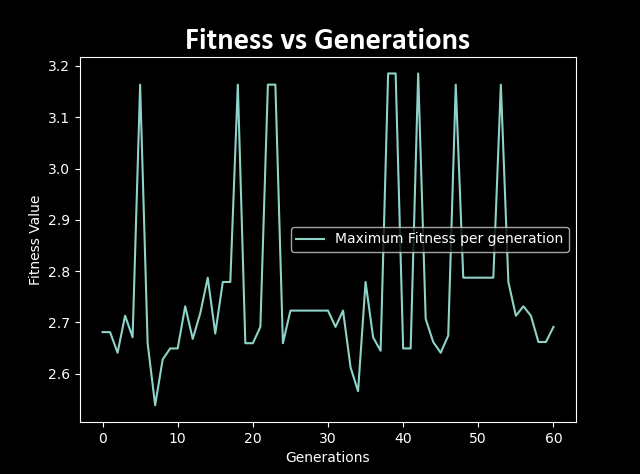 Fitness vs Generations
3.2
3.1
3.0
2.9
2.8
2.7
2.6
Fitness Value
Maximum Fitness per generation
0 10 20 30 40 50 60
Generations